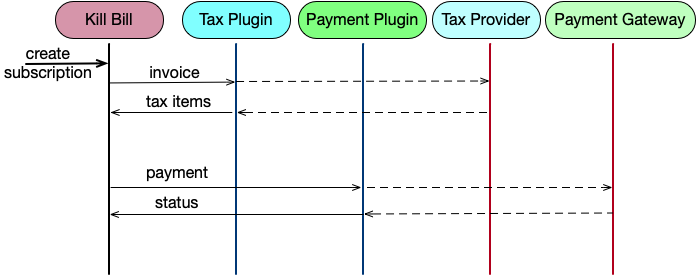 Kill Bill
Tax Plugin
Payment Plugin
Tax Provider
Payment Gateway
create
subscription
invoice
tax items
payment
status